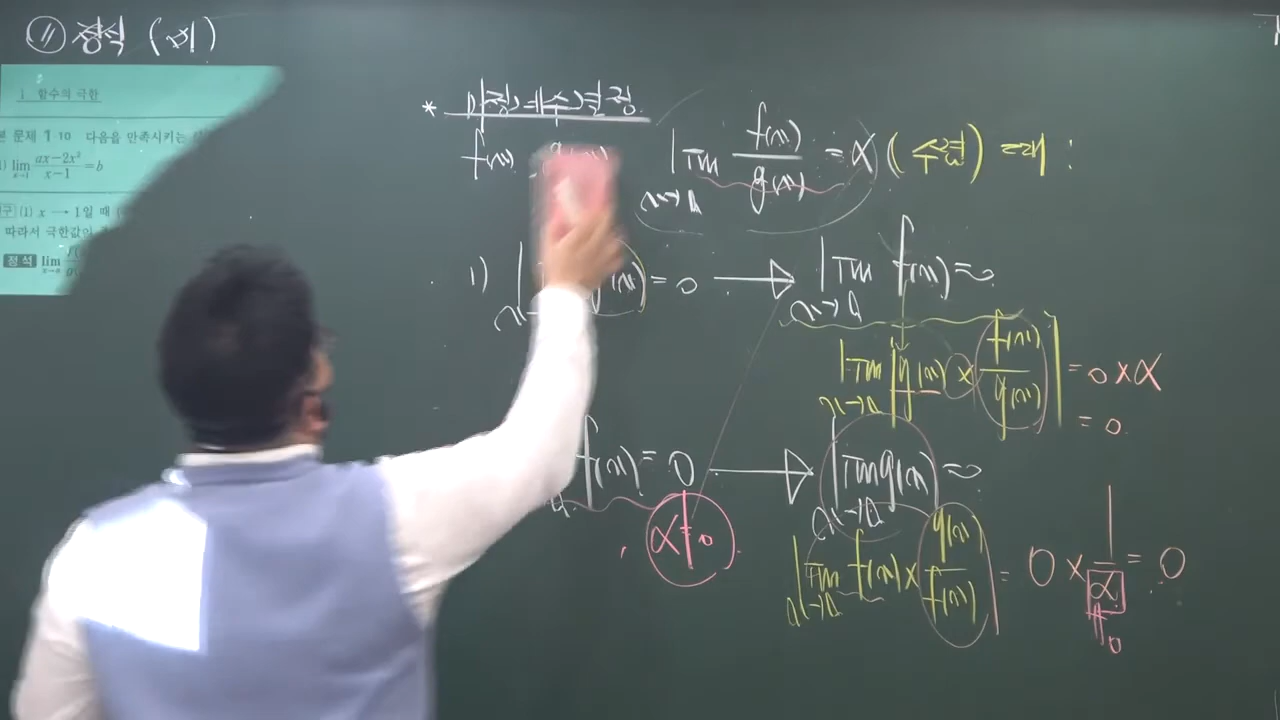 ⑪ 정석 (미)
1 함수의 극한
문제 1 10 다음을 만족시키는
lim x→1 (ax-2x²)/(x-1) = b
(1) x → 1일 때
따라서 극한값이
정석 lim x→a
* 미정계수결정
f(x) g(x) lim x→a f(x)/g(x) = α (수렴) 일때 :
1) g(x) = 0 → lim x→a f(x) = 0
lim x→a |g(x) × f(x)/g(x)| = 0 × α
= 0.
f(x) = 0 → lim x→a g(x) = 0
α ≠ 0
lim x→a f(x) × g(x)/f(x) = 0 × 1/α = 0
≠ 0